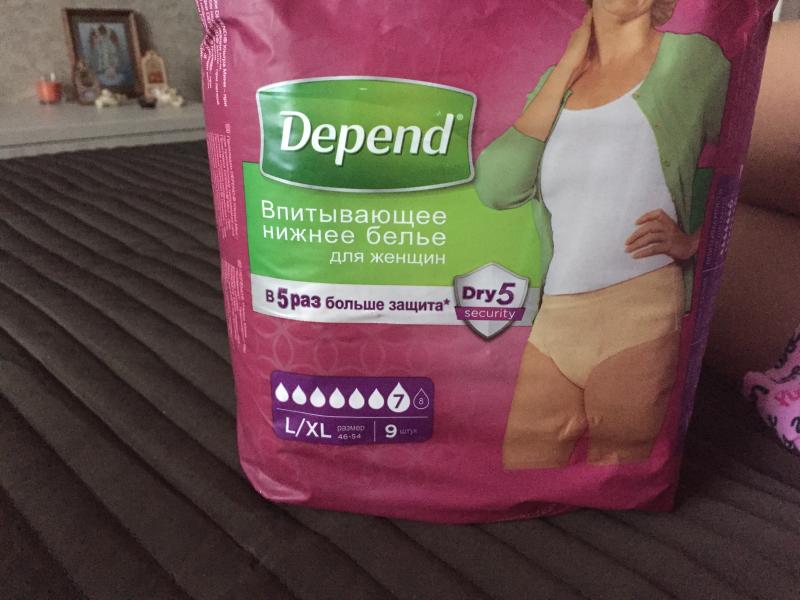 Depend®
Впитывающее
нижнее белье
для женщин
в 5 раз больше защита*
Dry5
security
7
8
L/XL
размер
46-54
9 штук